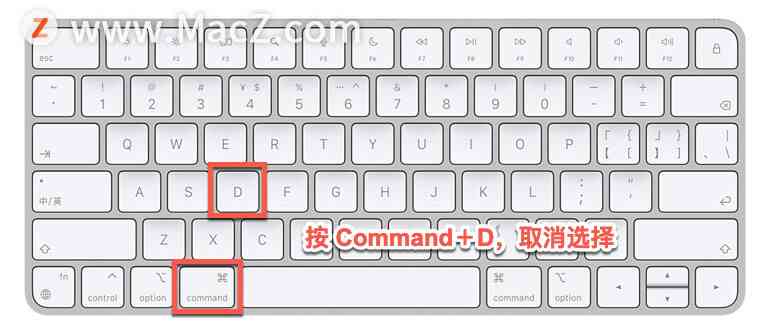 Z www.MacZ.com
esc F1 F2 F3 F4 F5 F6 F7 F8 F9 F10 F11 F12
~ ! @ # ¥ $ % …… ^ & * ( ) — _ +
· 1 2 3 4 5 6 7 8 9 0 - =
Q W E R T Y U I O P 「 { 」 } |
【 [ 】 ] 、 \
中/英 A S D F G H J K L : ; "
Z X C
按 Command+D, 取消选择
fn ⌃ ⌥ ⌘ ⌘ ⌥
control option command command option